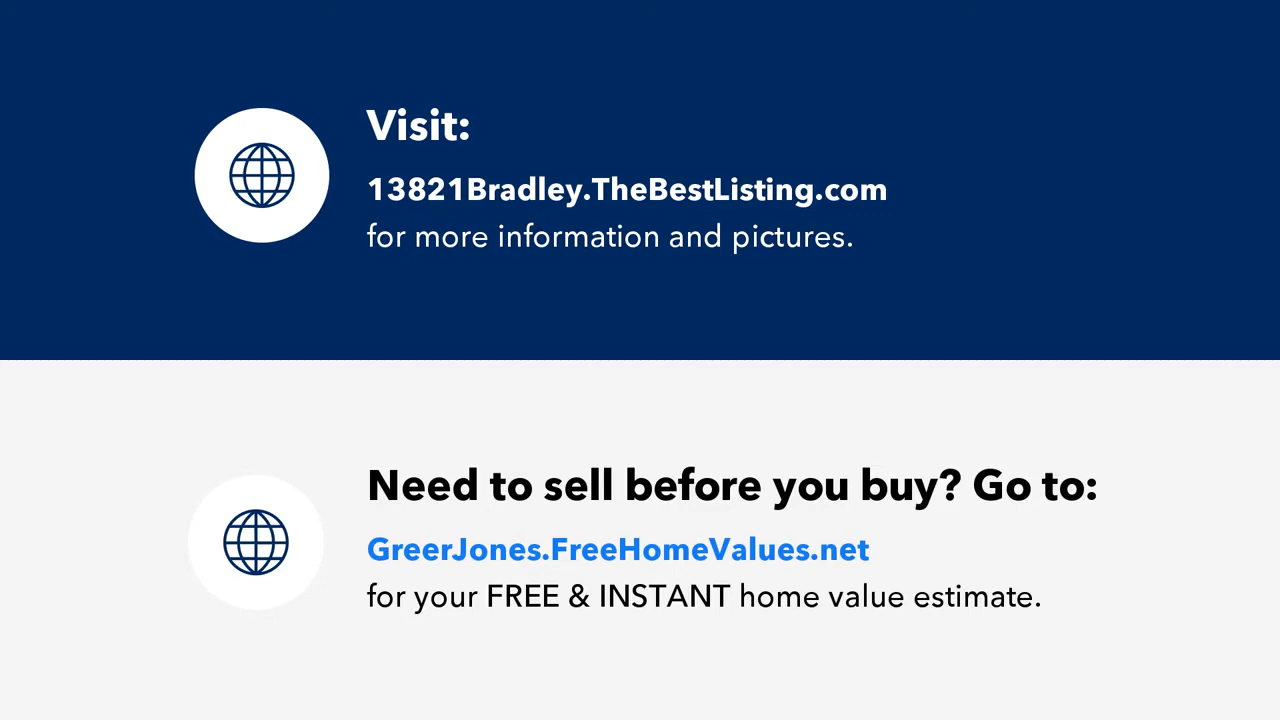 Visit:
13821Bradley.TheBestListing.com
for more information and pictures.
Need to sell before you buy? Go to:
GreerJones.FreeHomeValues.net
for your FREE & INSTANT home value estimate.